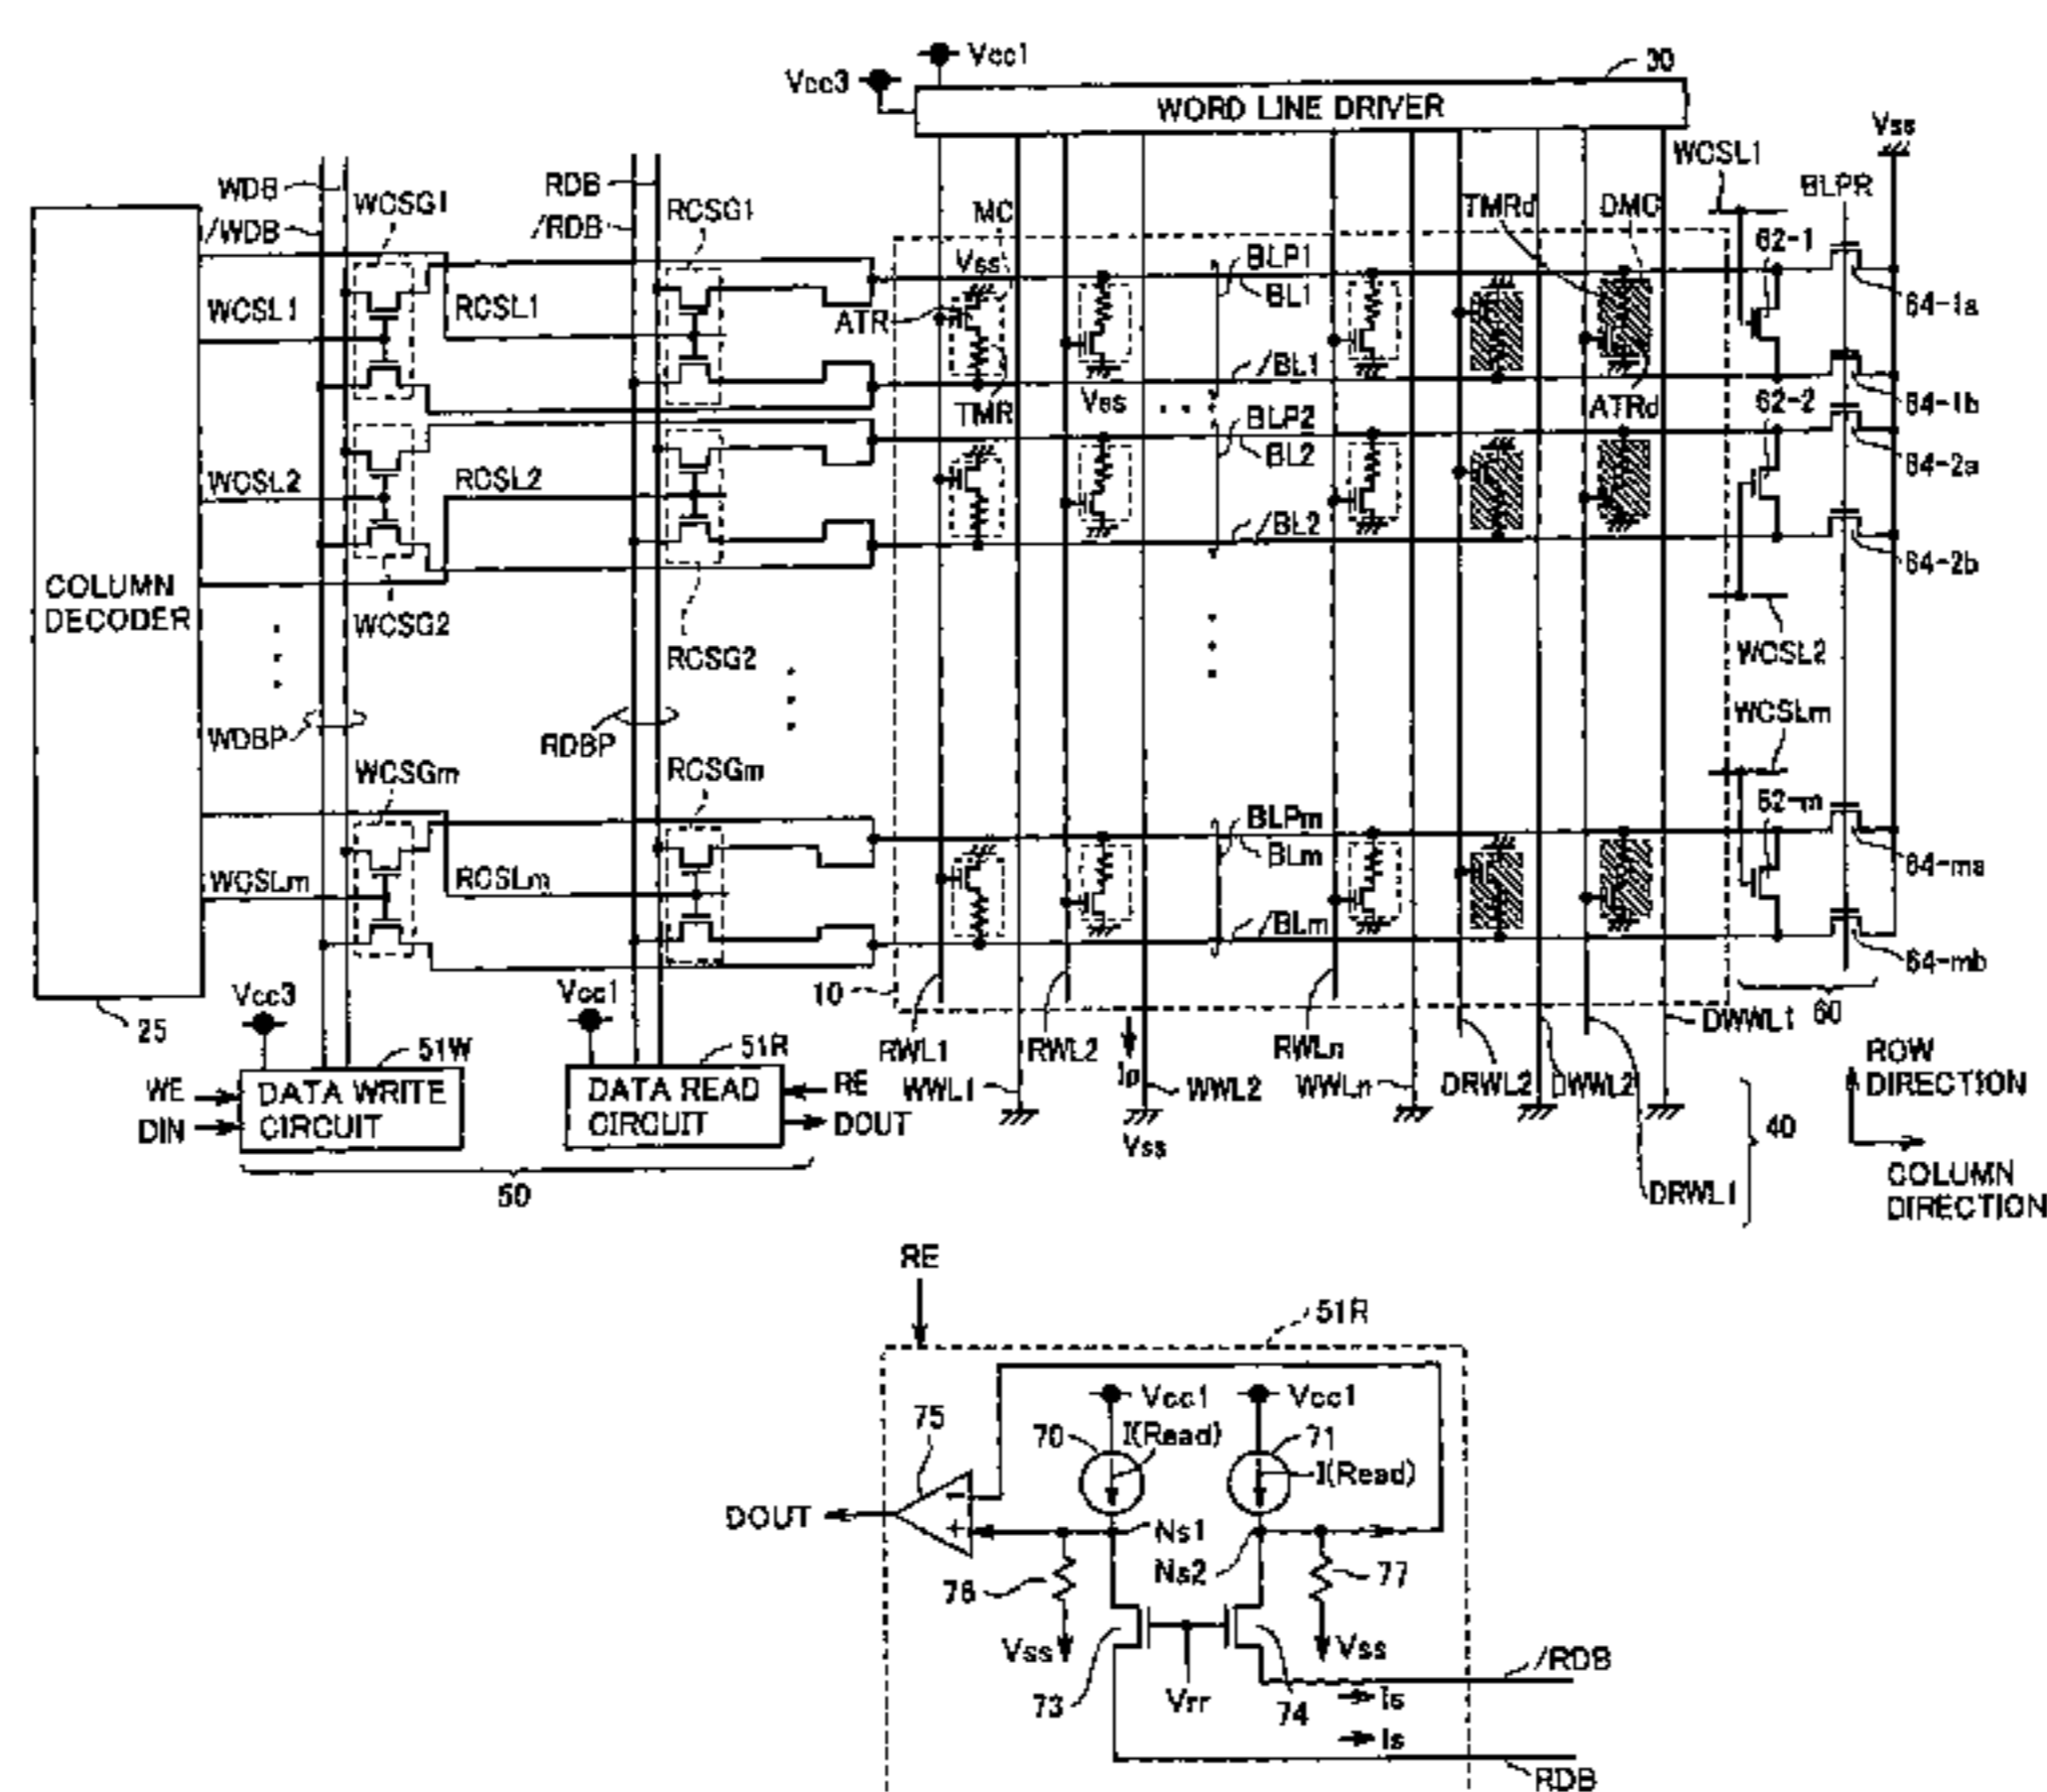 Vcc1
Vcc3
30
WORD LINE DRIVER
Vss
WCSL1
BLPR
WDB
/WDB
WCSG1
RDB
/RDB
RCSG1
MC
TMRd
DMC
62-1
Vss
BLP1
BL1
64-1a
WCSL1
RCSL1
ATR
/BL1
TMR
Vss
ATRd
62-2
64-1b
BLP2
BL2
64-2a
WCSL2
RCSL2
/BL2
64-2b
COLUMN
DECODER
WCSG2
RCSG2
WCSL2
WDBP
RDBP
WCSLm
WCSGm
RCSGm
62-m
BLPm
BLm
64-ma
WCSLm
RCSLm
/BLm
64-mb
10
60
25
Vcc3
Vcc1
51W
51R
RWL1
WWL1
RWL2
Ip
WWL2
RWLn
WWLn
DRWL2
DWWL2
DWWL1
ROW
DIRECTION
WE
DIN
DATA WRITE
CIRCUIT
DATA READ
CIRCUIT
RE
DOUT
Vss
40
DRWL1
COLUMN
DIRECTION
50
RE
51R
75
Vcc1
Vcc1
70
I(Read)
71
I(Read)
DOUT
-
+
Ns1
Ns2
76
77
Vss
Vss
73
Vrr
74
/RDB
Is
Is
RDB